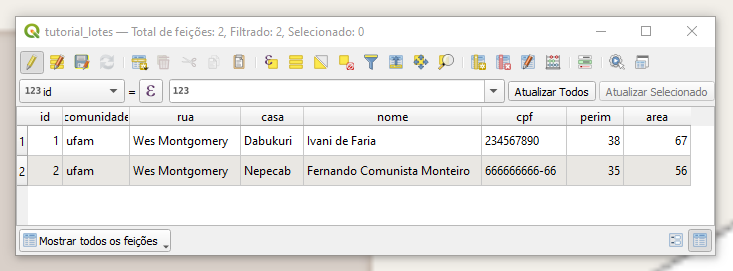 tutorial_lotes — Total de feições: 2, Filtrado: 2, Selecionado: 0
123 id = ε 123 Atualizar Todos Atualizar Selecionado
id comunidade rua casa nome cpf perim area
1 1 ufam Wes Montgomery Dabukuri Ivani de Faria 234567890 38 67
2 2 ufam Wes Montgomery Nepecab Fernando Comunista Monteiro 666666666-66 35 56
Mostrar todos os feições